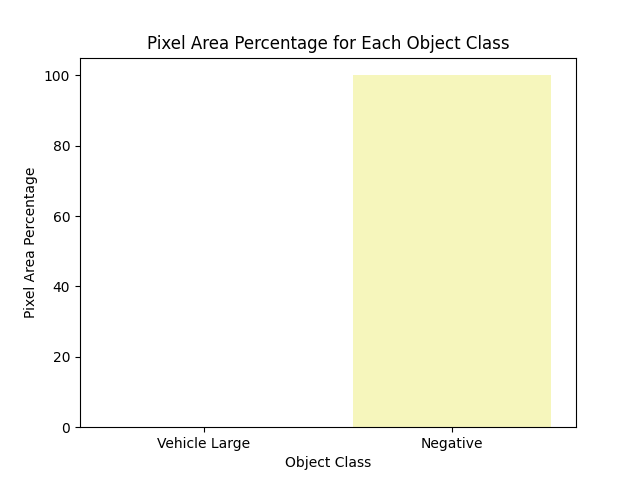 Pixel Area Percentage for Each Object Class
Pixel Area Percentage
100
80
60
40
20
0
Vehicle Large
Negative
Object Class